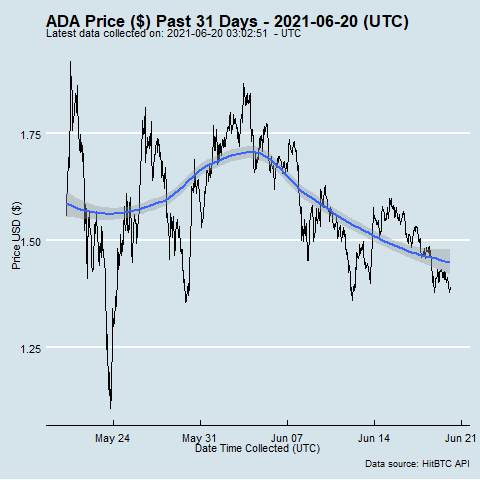 ADA Price ($) Past 31 Days - 2021-06-20 (UTC)
Latest data collected on: 2021-06-20 03:02:51 - UTC
1.75
1.50
1.25
Price USD ($)
May 24
May 31
Jun 07
Jun 14
Jun 21
Date Time Collected (UTC)
Data source: HitBTC API